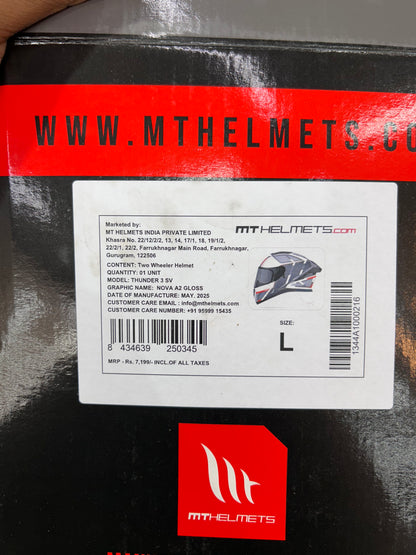 WWW.MTHELMETS.CO
Marketed by:
MT HELMETS INDIA PRIVATE LIMITED
Khasra No. 22/12/2/2, 13, 14, 17/1, 18, 19/1/2,
22/2/1, 22/2, Farrukhnagar Main Road, Farrukhnagar,
Gurugram, 122506
MTHELMETS.com
CONTENT: Two Wheeler Helmet
QUANTITY: 01 UNIT
MODEL: THUNDER 3 SV
GRAPHIC NAME: NOVA A2 GLOSS
DATE OF MANUFACTURE: MAY. 2025
CUSTOMER CARE EMAIL : info@mthelmets.com
CUSTOMER CARE NUMBER: +91 95999 15435
SIZE:
L
8 434639 250345
MRP - Rs. 7,199/- INCL.OF ALL TAXES
1344A1000216
MTHELMETS